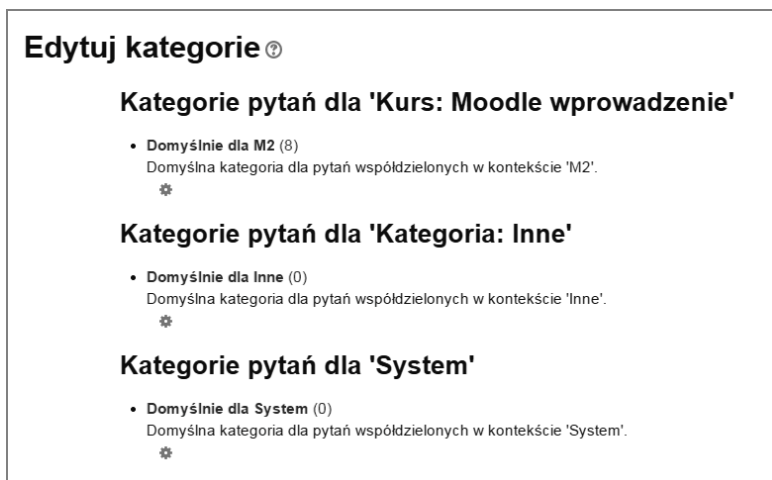 Edytuj kategorie
Kategorie pytań dla 'Kurs: Moodle wprowadzenie'
Domyślnie dla M2 (8)
Domyślna kategoria dla pytań współdzielonych w kontekście 'M2'.
Kategorie pytań dla 'Kategoria: Inne'
Domyślnie dla Inne (0)
Domyślna kategoria dla pytań współdzielonych w kontekście 'Inne'.
Kategorie pytań dla 'System'
Domyślnie dla System (0)
Domyślna kategoria dla pytań współdzielonych w kontekście 'System'.